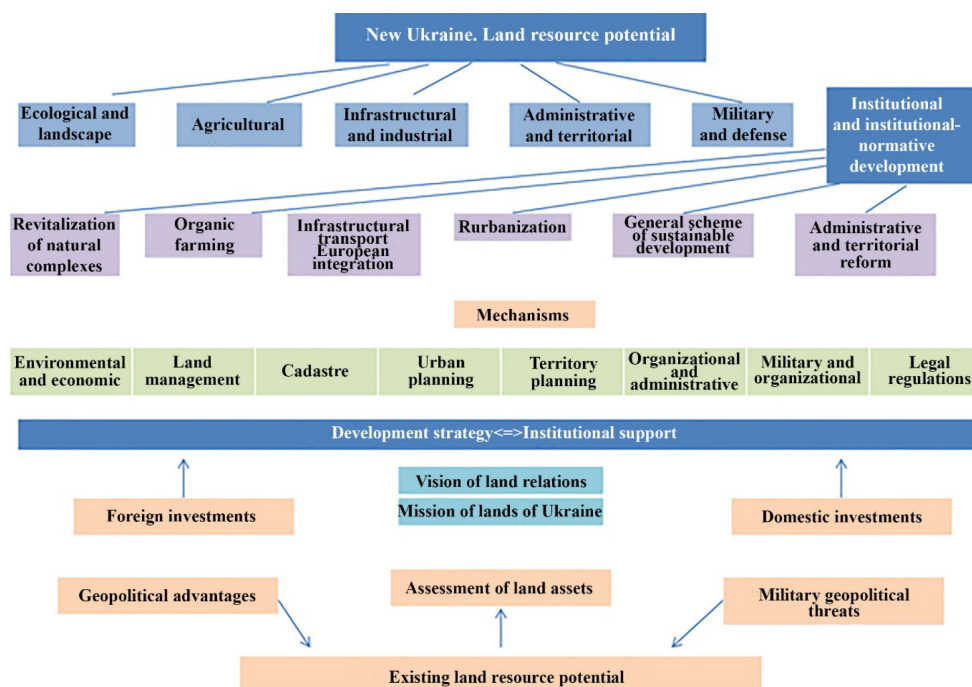 New Ukraine. Land resource potential
Ecological and
landscape
Agricultural
Infrastructural
and industrial
Administrative
and territorial
Military
and defense
Institutional
and institutional-
normative
development
Revitalization
of natural
complexes
Organic
farming
Infrastructural
transport
European
integration
Rurbanization
General scheme
of sustainable
development
Administrative
and territorial
reform
Mechanisms
Environmental
and economic
Land
management
Cadastre
Urban
planning
Territory
planning
Organizational
and
administrative
Military and
organizational
Legal
regulations
Development strategy<=>Institutional support
Vision of land relations
Mission of lands of Ukraine
Foreign investments
Domestic investments
Geopolitical advantages
Assessment of land assets
Military geopolitical
threats
Existing land resource potential